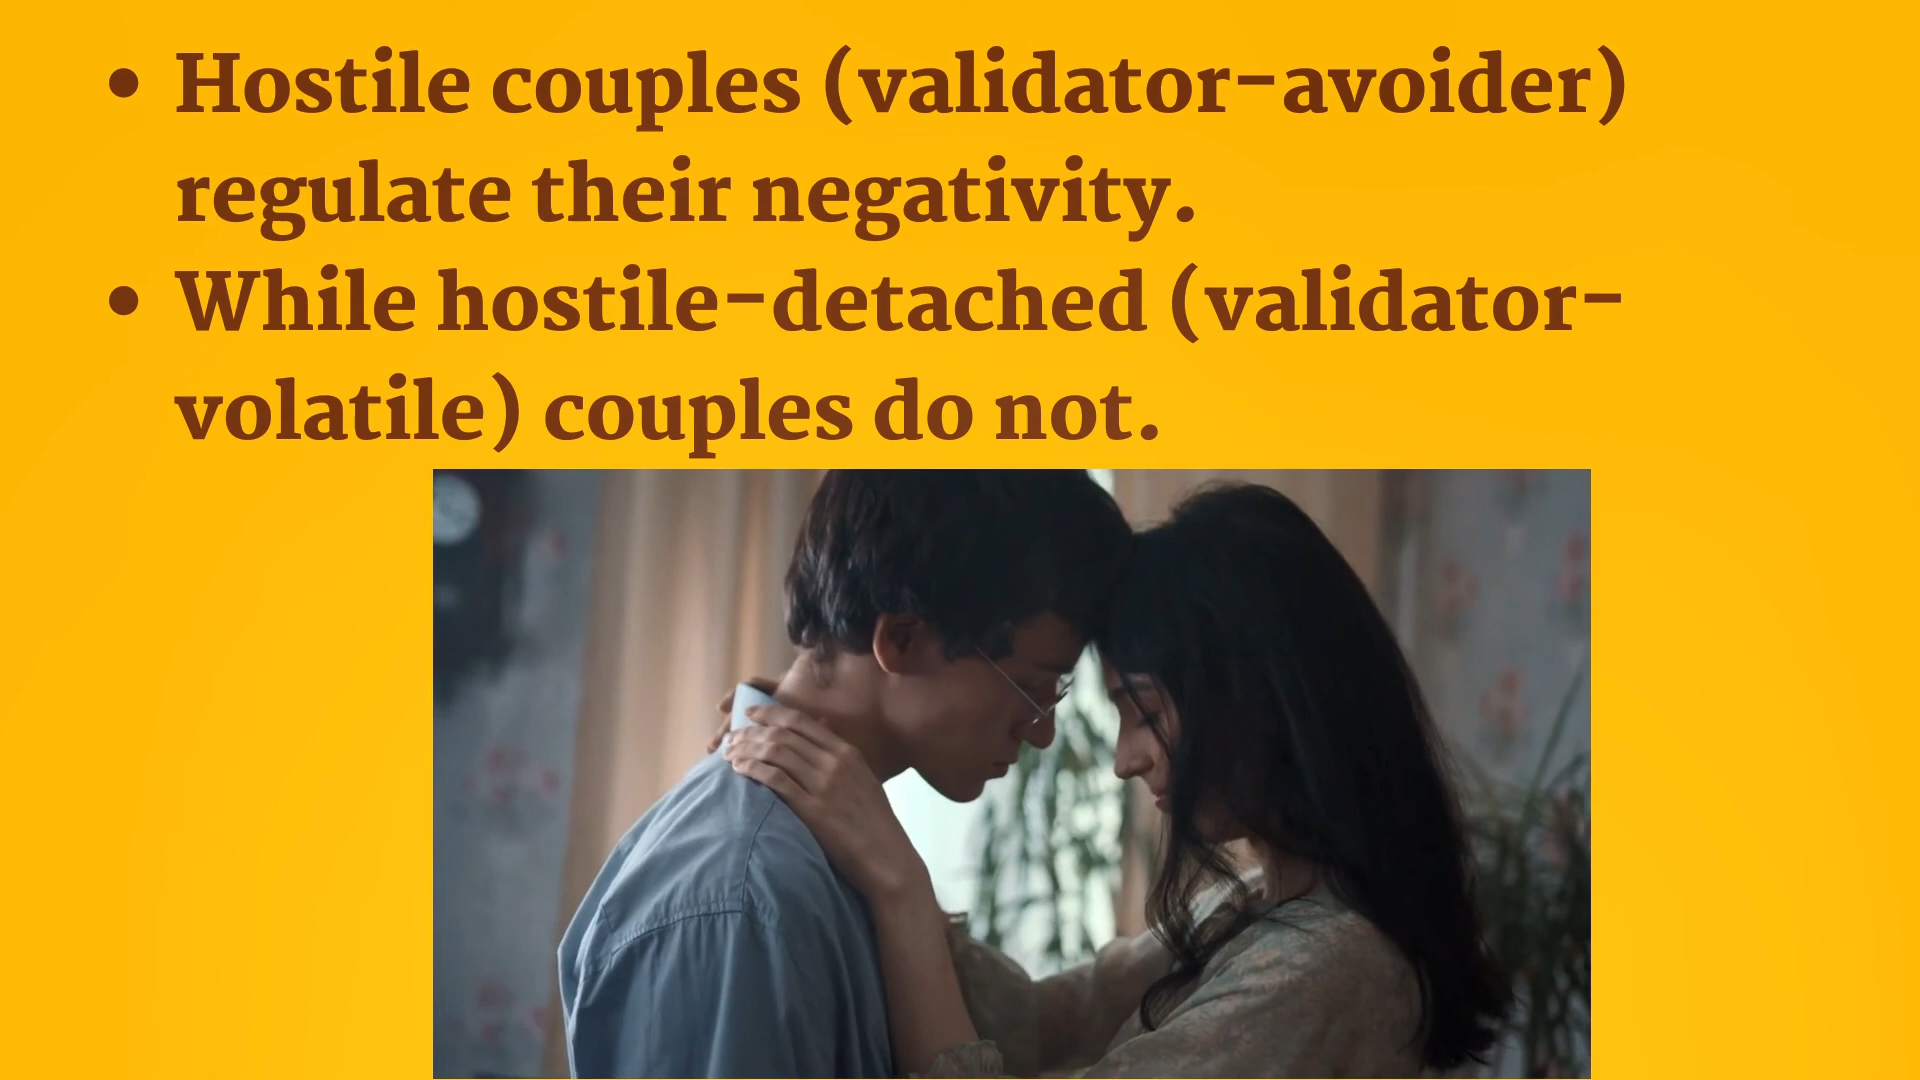 • Hostile couples (validator-avoider)
regulate their negativity.
• While hostile-detached (validator-
volatile) couples do not.